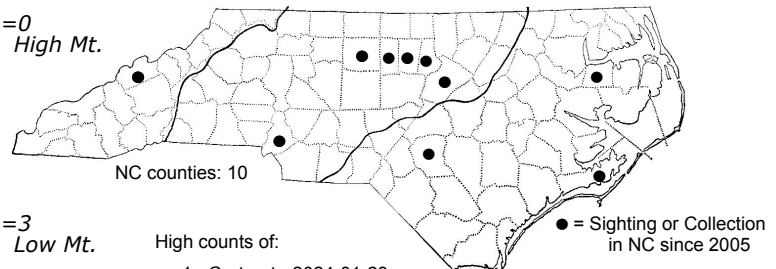 =0
High Mt.
NC counties: 10
=3
Low Mt.
High counts of:
● = Sighting or Collection
in NC since 2005